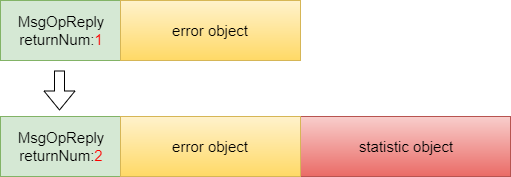 MsgOpReply
returnNum:1
error object
MsgOpReply
returnNum:2
error object
statistic object